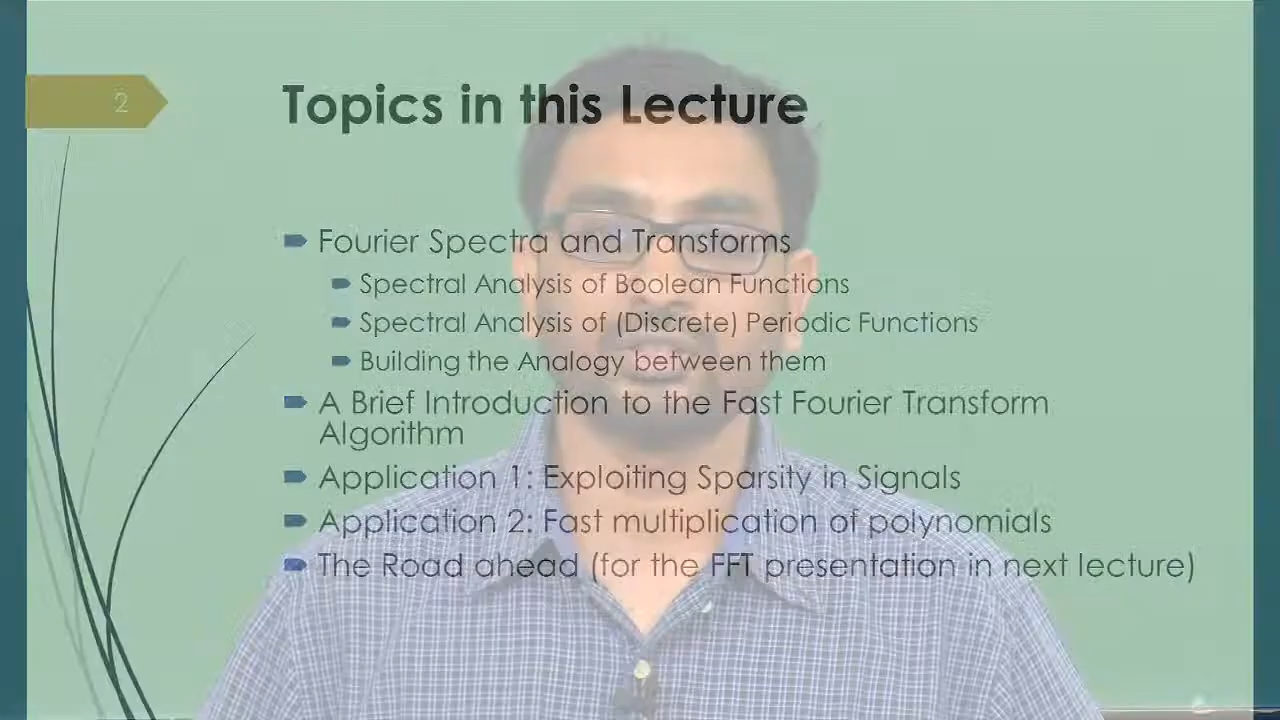 2
Topics in this Lecture
Fourier Spectra and Transforms
Spectral Analysis of Boolean Functions
Spectral Analysis of (Discrete) Periodic Functions
Building the Analogy between them
A Brief Introduction to the Fast Fourier Transform
Algorithm
Application 1: Exploiting Sparsity in Signals
Application 2: Fast multiplication of polynomials
The Road ahead (for the FFT presentation in next lecture)